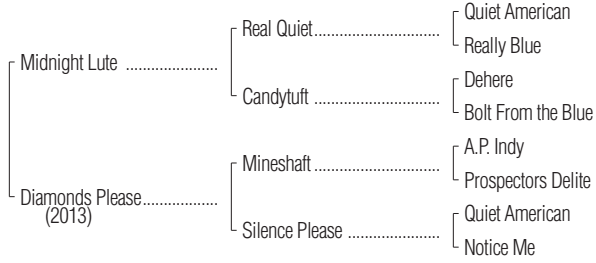 Quiet American
Real Quiet
Really Blue
Midnight Lute
Dehere
Candytuft
Bolt From the Blue
A.P. Indy
Mineshaft
Prospectors Delite
Diamonds Please
(2013)
Quiet American
Silence Please
Notice Me